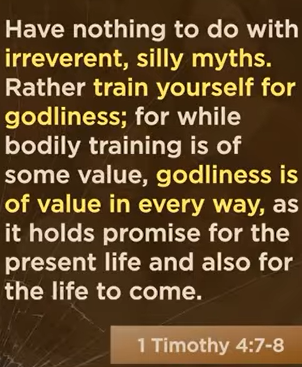 Have nothing to do with
irreverent, silly myths.
Rather train yourself for
godliness; for while
bodily training is of
some value, godliness is
of value in every way, as
it holds promise for the
present life and also for
the life to come.
1 Timothy 4:7-8